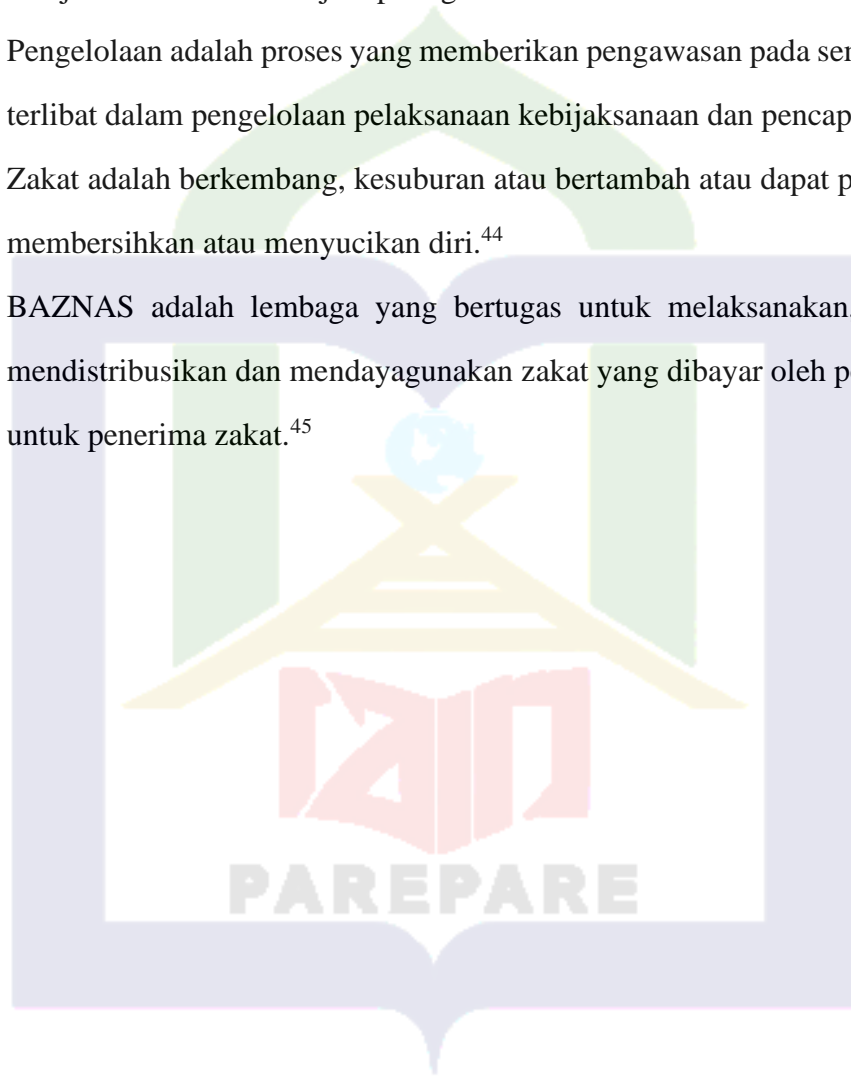 Pengelolaan adalah proses yang memberikan pengawasan pada
terlibat dalam pengelolaan pelaksanaan kebijaksanaan dan
Zakat adalah berkembang, kesuburan atau bertambah atau dapat
membersihkan atau menyucikan diri.44
BAZNAS adalah lembaga yang bertugas untuk melaksanakan
mendistribusikan dan mendayagunakan zakat yang dibayar oleh
untuk penerima zakat.45
iain
PAREPARE